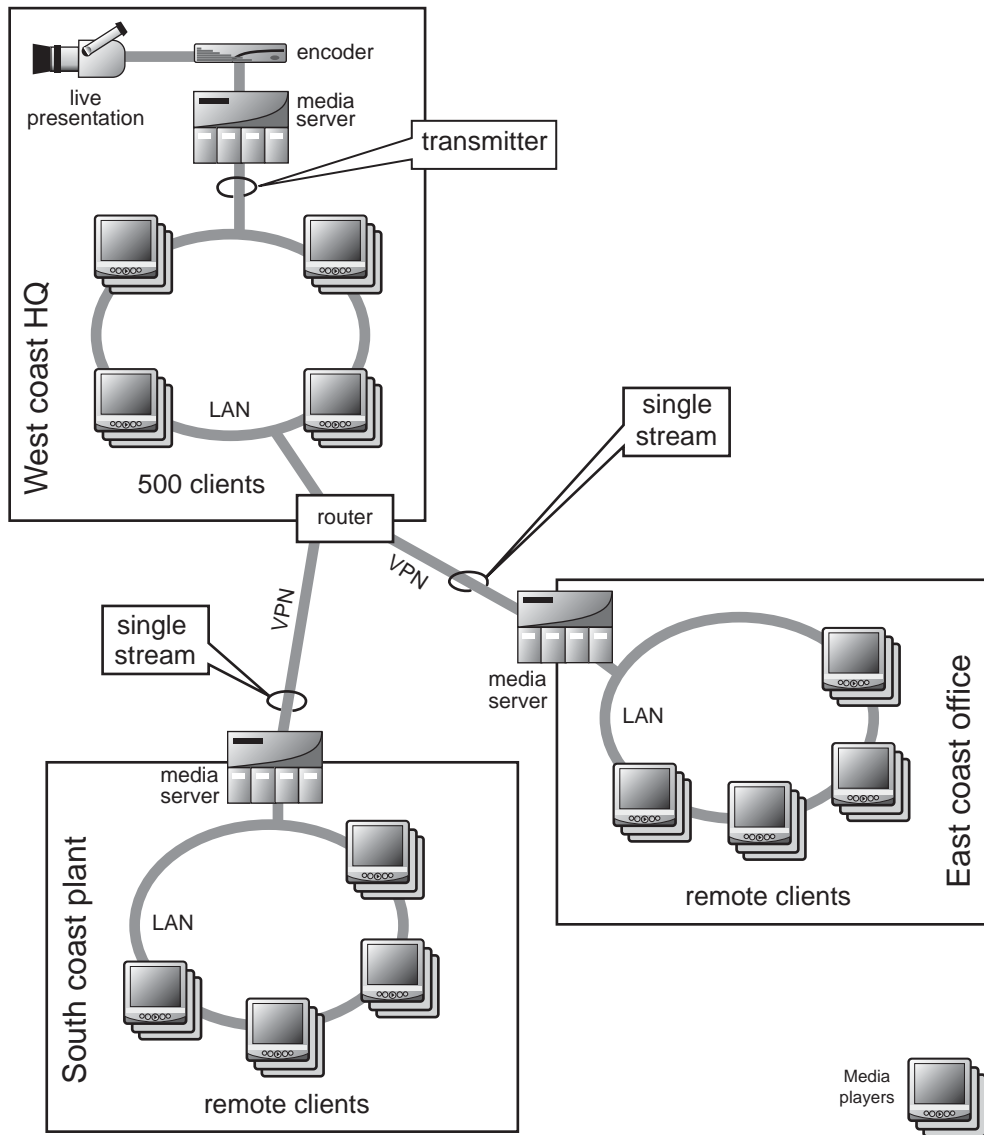 encoder
live
presentation
media
server
transmitter
West coast HQ
LAN
500 clients
router
single
stream
VPN
VPN
single
stream
media
server
LAN
East coast office
remote clients
media
server
South coast plant
LAN
remote clients
Media
players